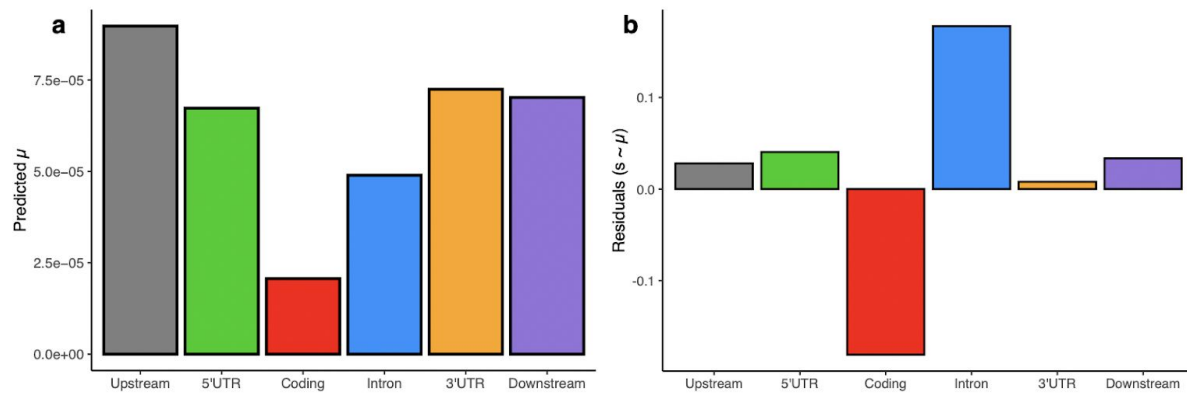 a
Predicted μ
7.5e−05
5.0e−05
2.5e−05
0.0e+00
Upstream 5'UTR Coding Intron 3'UTR Downstream
b
Residuals (s ~ μ)
0.1
0.0
-0.1
Upstream 5'UTR Coding Intron 3'UTR Downstream